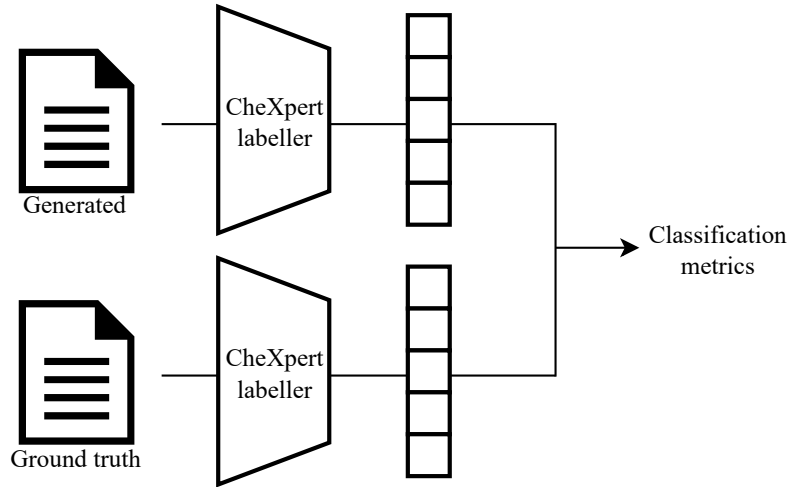 CheXpert
labeller
Generated
Classification
metrics
CheXpert
labeller
Ground truth